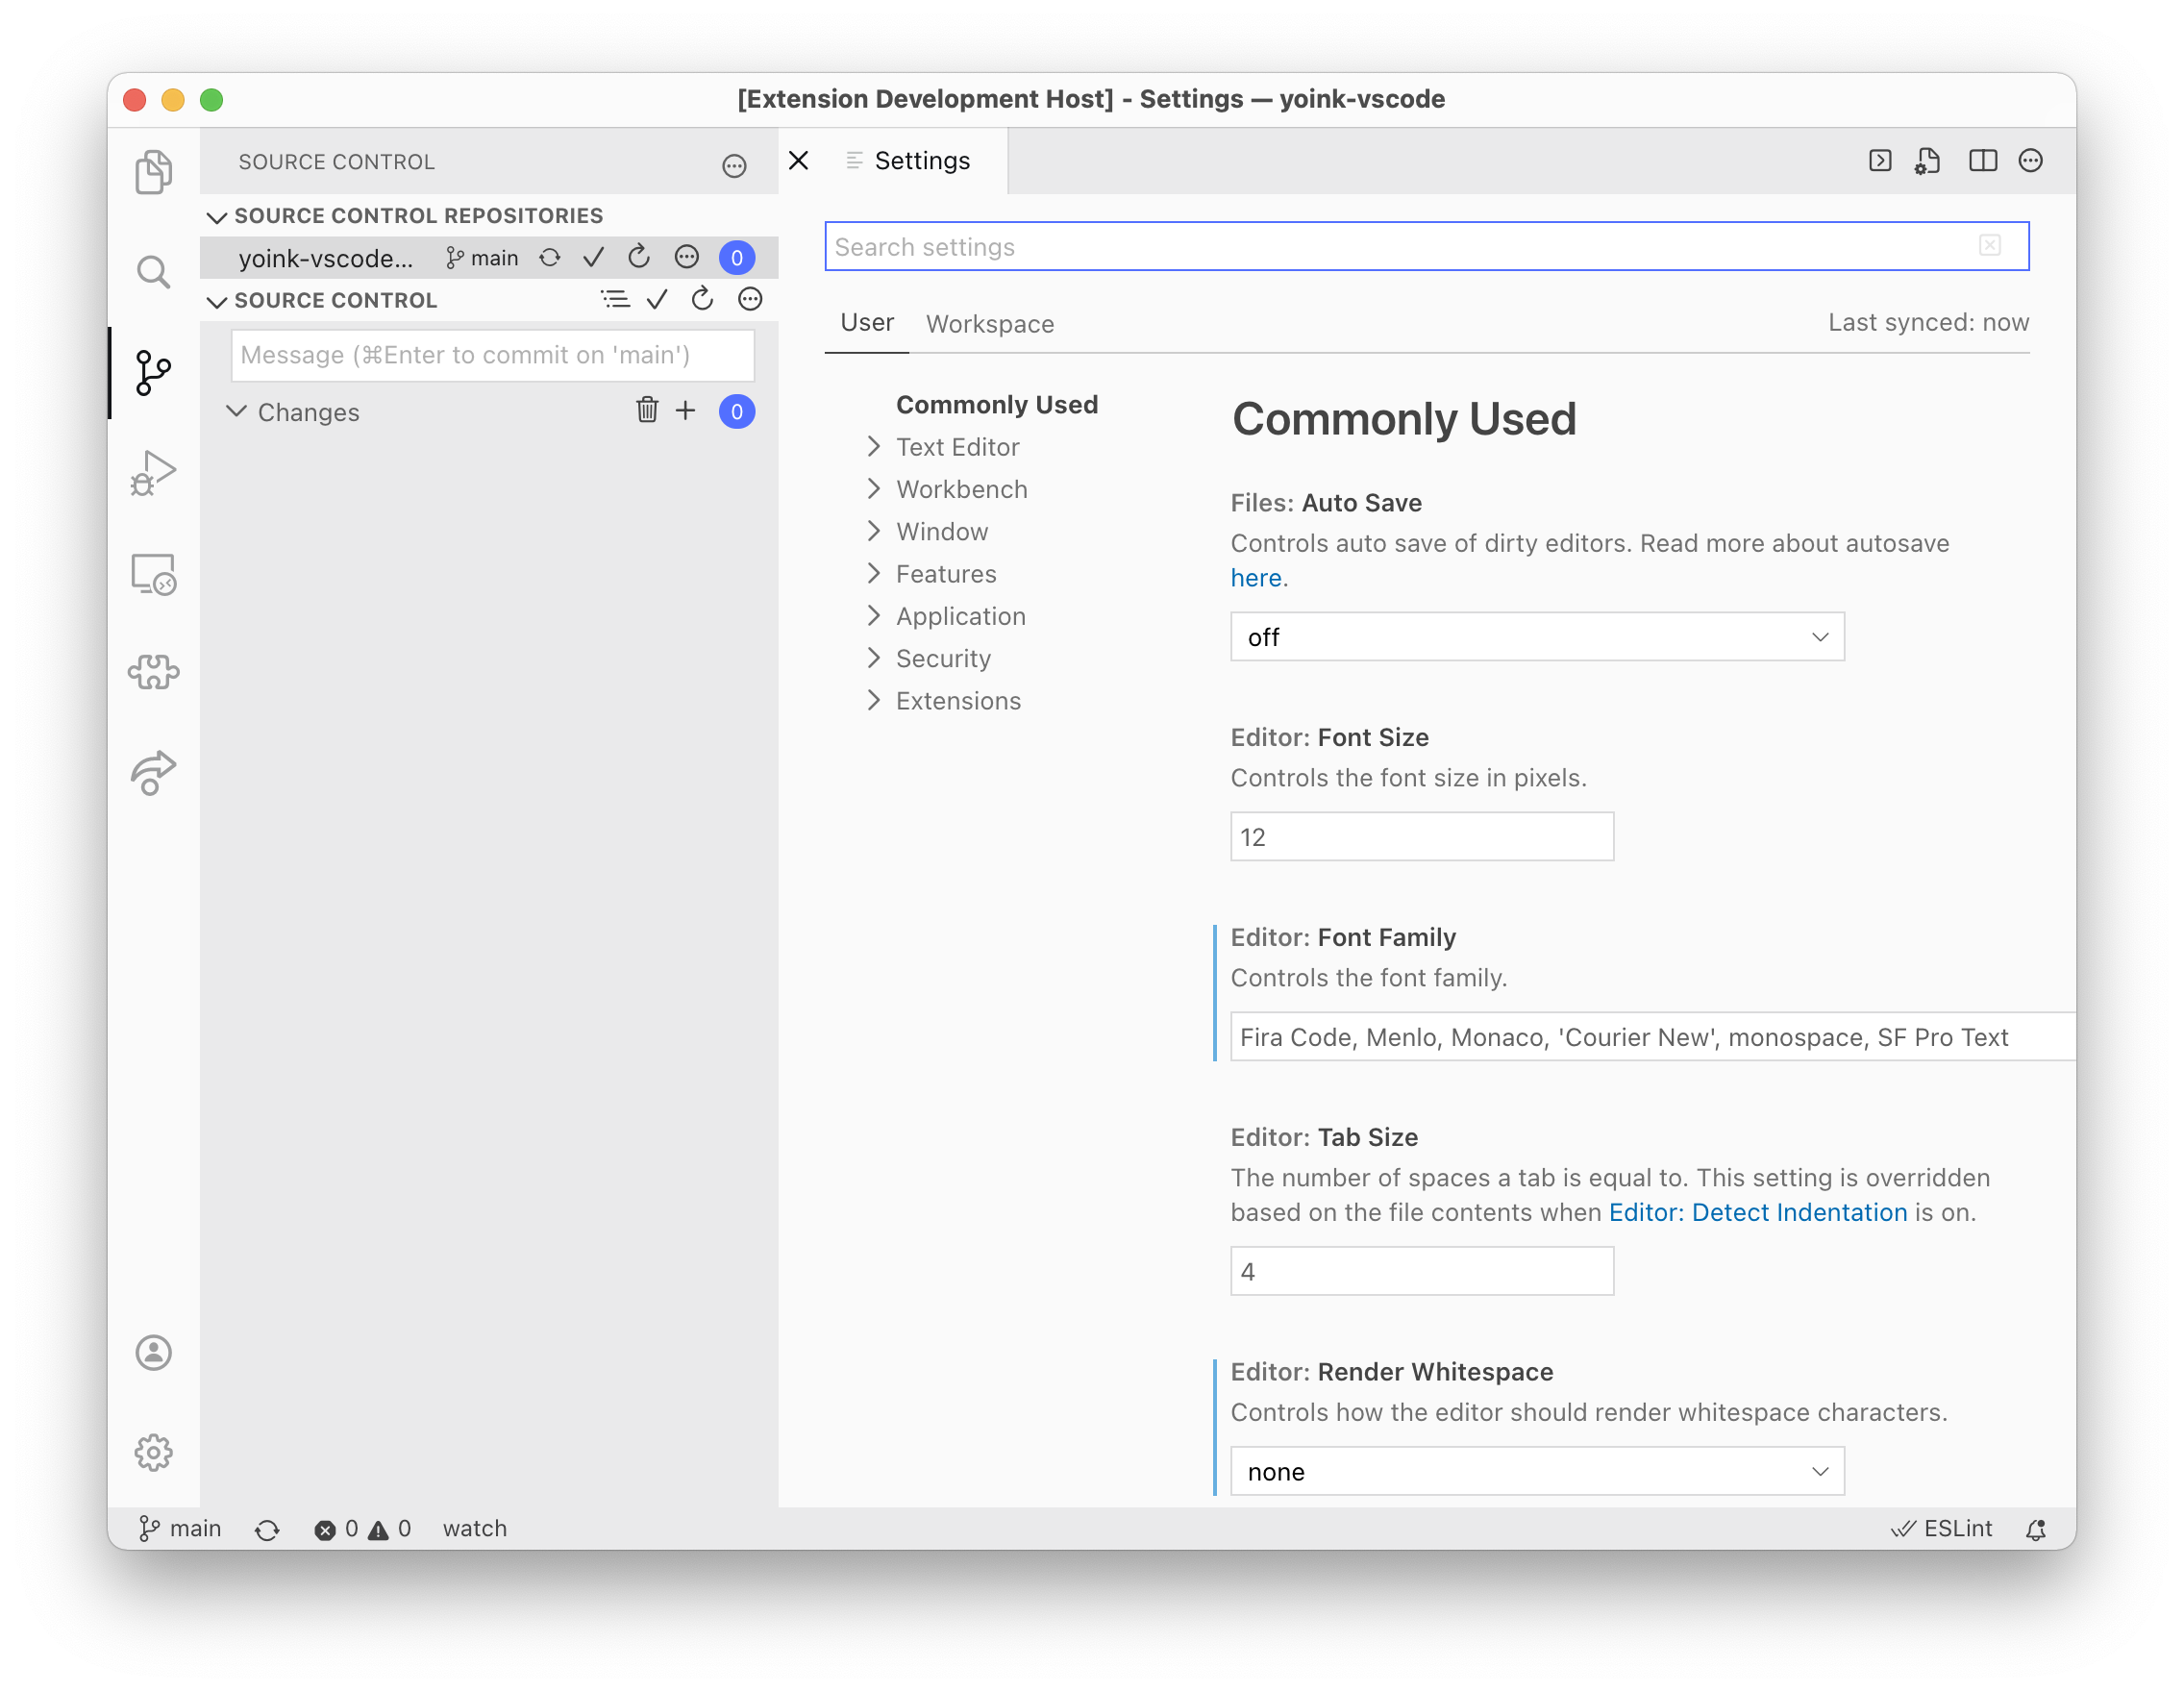 [Extension Development Host] - Settings — yoink-vscode
SOURCE CONTROL
SOURCE CONTROL REPOSITORIES
yoink-vscode... main 0
SOURCE CONTROL
Message (⌘Enter to commit on 'main')
Changes 0
Settings
Search settings
User Workspace Last synced: now
Commonly Used
Text Editor
Workbench
Window
Features
Application
Security
Extensions
Commonly Used
Files: Auto Save
Controls auto save of dirty editors. Read more about autosave
here.
off
Editor: Font Size
Controls the font size in pixels.
12
Editor: Font Family
Controls the font family.
Fira Code, Menlo, Monaco, 'Courier New', monospace, SF Pro Text
Editor: Tab Size
The number of spaces a tab is equal to. This setting is overridden
based on the file contents when Editor: Detect Indentation is on.
4
Editor: Render Whitespace
Controls how the editor should render whitespace characters.
none
main 0 0 watch ESLint